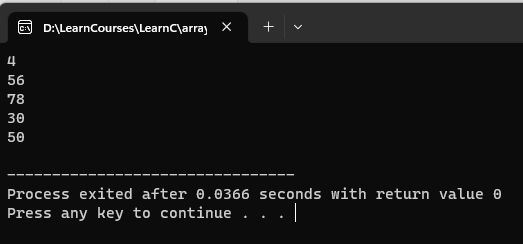 D:\LearnCourses\LearnC\array
4
56
78
30
50
--------------------------------
Process exited after 0.0366 seconds with return value 0
Press any key to continue . . .